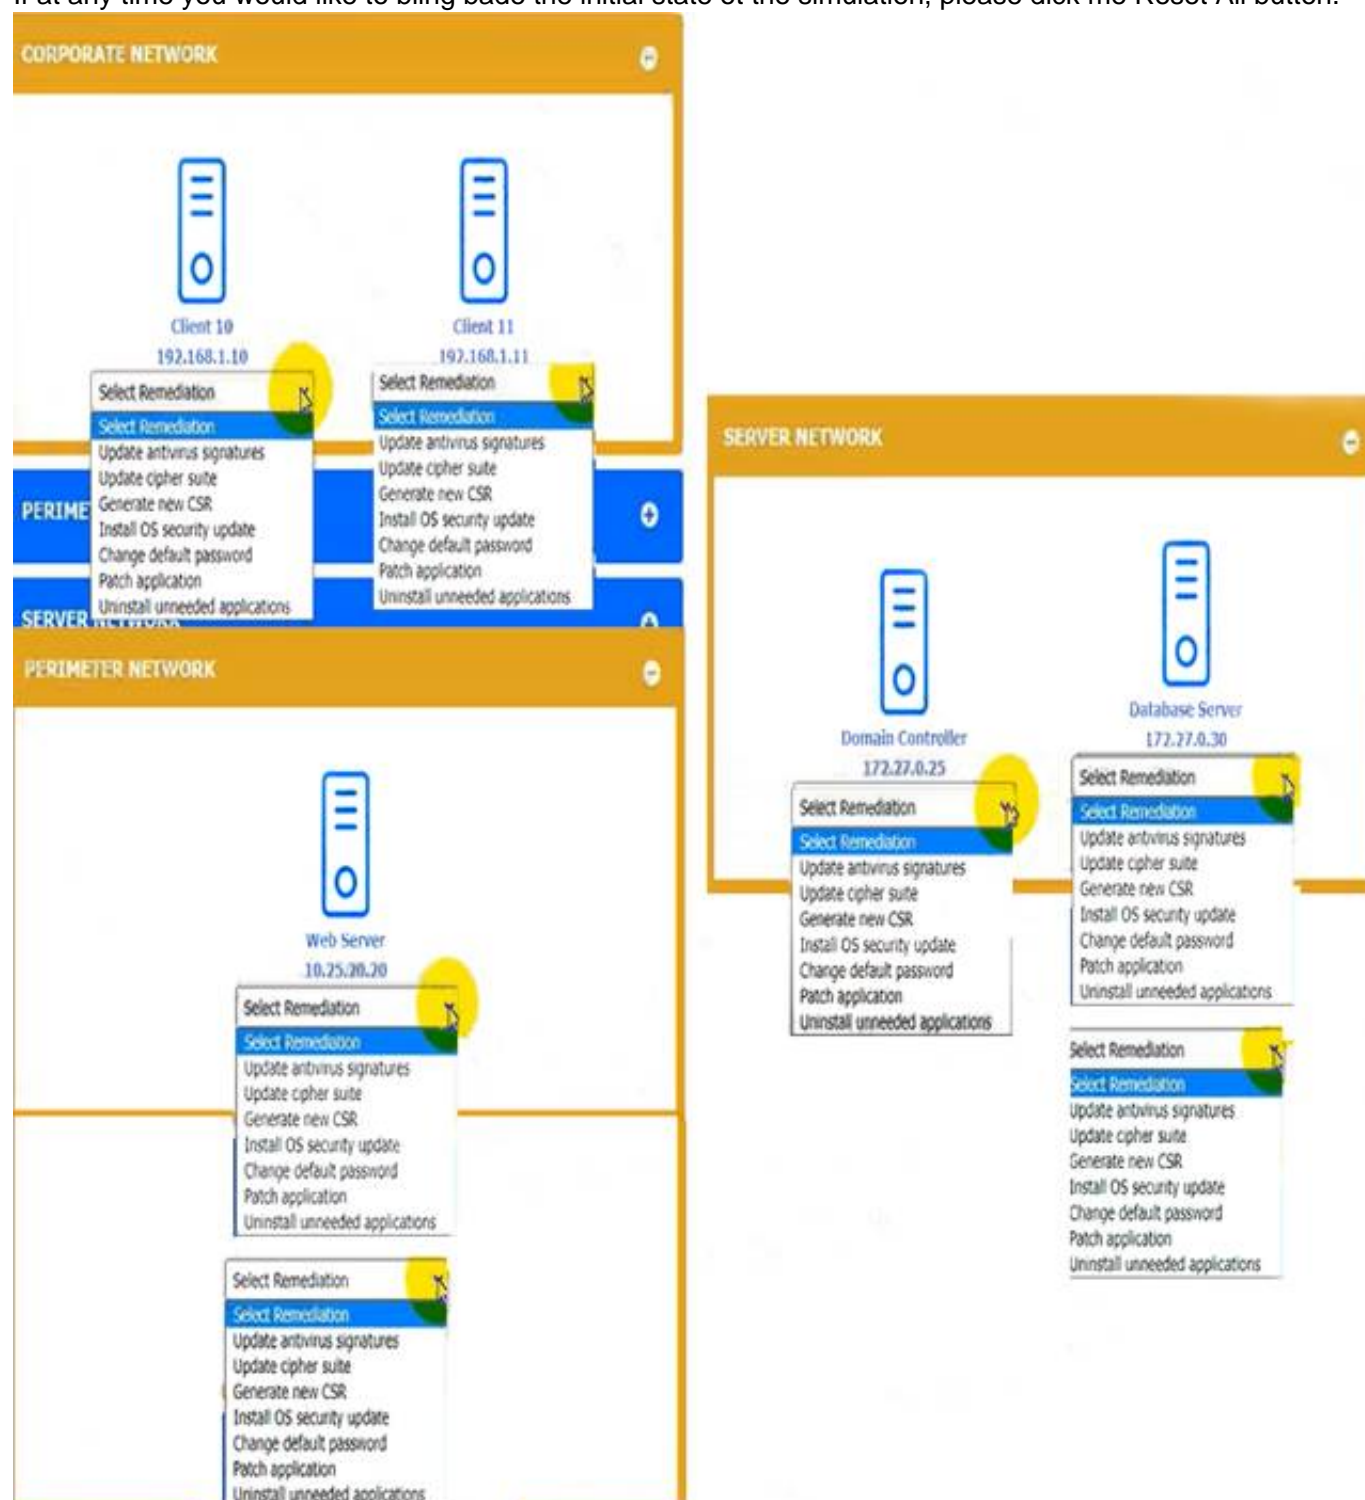 If at any time you would like to bling bade the initial state ot the simulation, please dick me Reset All button.
CORPORATE NETWORK
Client 10
192.168.1.10
Select Remediation
Select Remediation
Update antivirus signatures
Update cipher suite
Generate new CSR
Install OS security update
Change default password
Patch application
Uninstall unneeded applications
Client 11
192.168.1.11
Select Remediation
Select Remediation
Update antivirus signatures
Update cipher suite
Generate new CSR
Install OS security update
Change default password
Patch application
Uninstall unneeded applications
PERIME
SERVER NETWORK
PERIMETER NETWORK
Web Server
10.25.20.20
Select Remediation
Select Remediation
Update antivirus signatures
Update cipher suite
Generate new CSR
Install OS security update
Change default password
Patch application
Uninstall unneeded applications
Select Remediation
Select Remediation
Update antivirus signatures
Update cipher suite
Generate new CSR
Install OS security update
Change default password
Patch application
Uninstall unneeded applications
SERVER NETWORK
Domain Controller
172.27.0.25
Select Remediation
Select Remediation
Update antivirus signatures
Update cipher suite
Generate new CSR
Install OS security update
Change default password
Patch application
Uninstall unneeded applications
Database Server
172.27.0.30
Select Remediation
Select Remediation
Update antivirus signatures
Update cipher suite
Generate new CSR
Install OS security update
Change default password
Patch application
Uninstall unneeded applications
Select Remediation
Select Remediation
Update antivirus signatures
Update cipher suite
Generate new CSR
Install OS security update
Change default password
Patch application
Uninstall unneeded applications